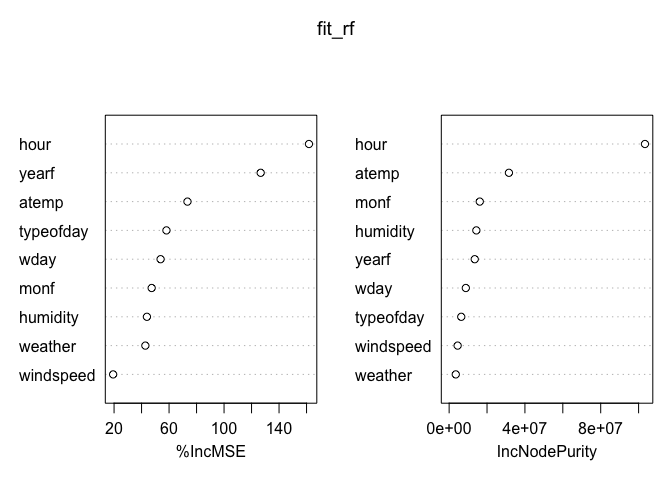 fit_rf
hour
yearf
atemp
typeofday
wday
monf
humidity
weather
windspeed
20 60 100 140
%IncMSE
hour
atemp
monf
humidity
yearf
wday
typeofday
windspeed
weather
0e+00 4e+07 8e+07
IncNodePurity